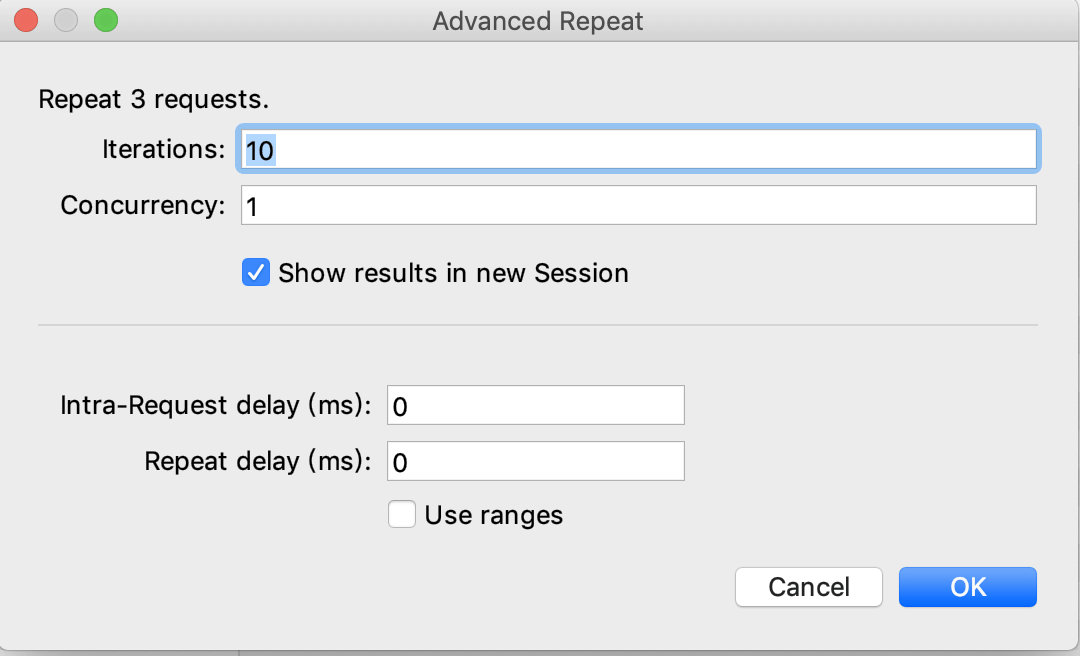 Advanced Repeat
Repeat 3 requests.
Iterations: 10
Concurrency: 1
Show results in new Session
Intra-Request delay (ms): 0
Repeat delay (ms): 0
Use ranges
Cancel OK